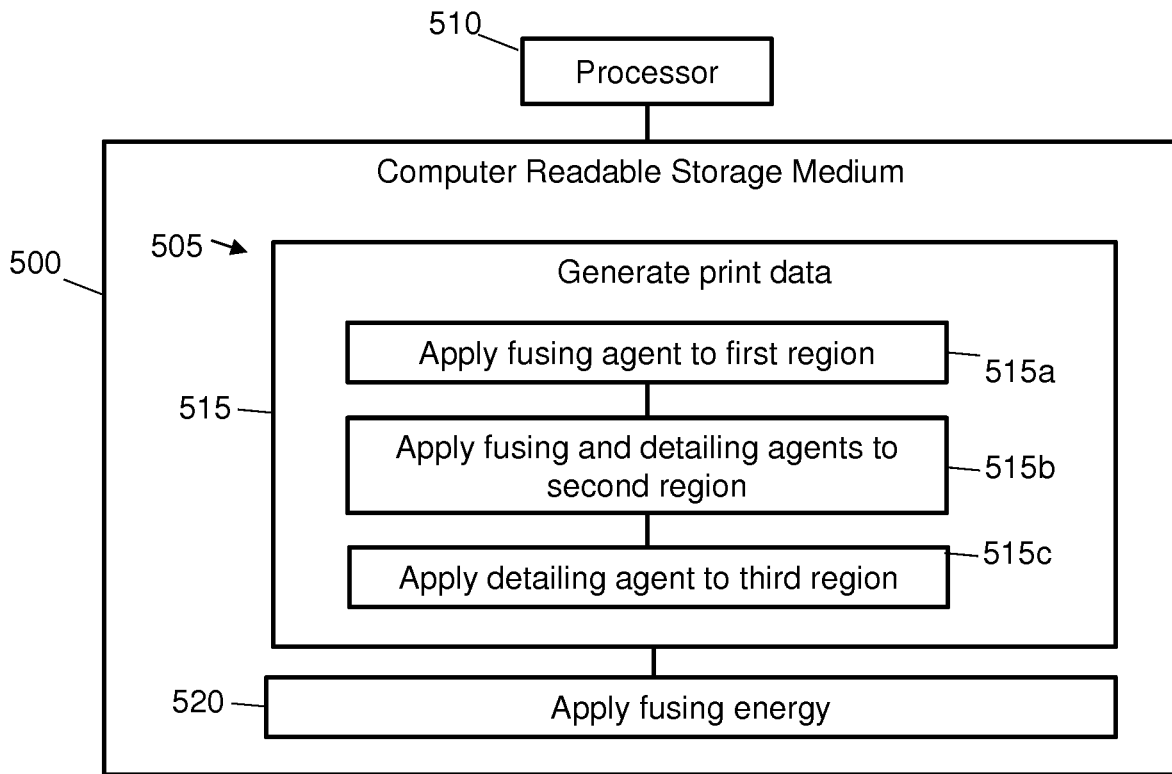 510
Processor
Computer Readable Storage Medium
505
500
Generate print data
Apply fusing agent to first region
515a
515
Apply fusing and detailing agents to
second region
515b
515c
Apply detailing agent to third region
520
Apply fusing energy